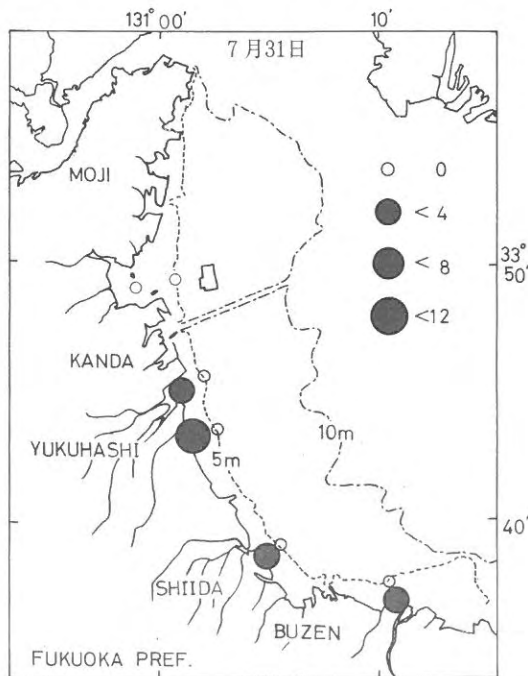 131° 00′
10′
7月31日
MOJI
0
<4
<8
<12
33°
50′
KANDA
YUKUHASHI
5m
10m
40′
SHIIDA
BUZEN
FUKUOKA PREF.